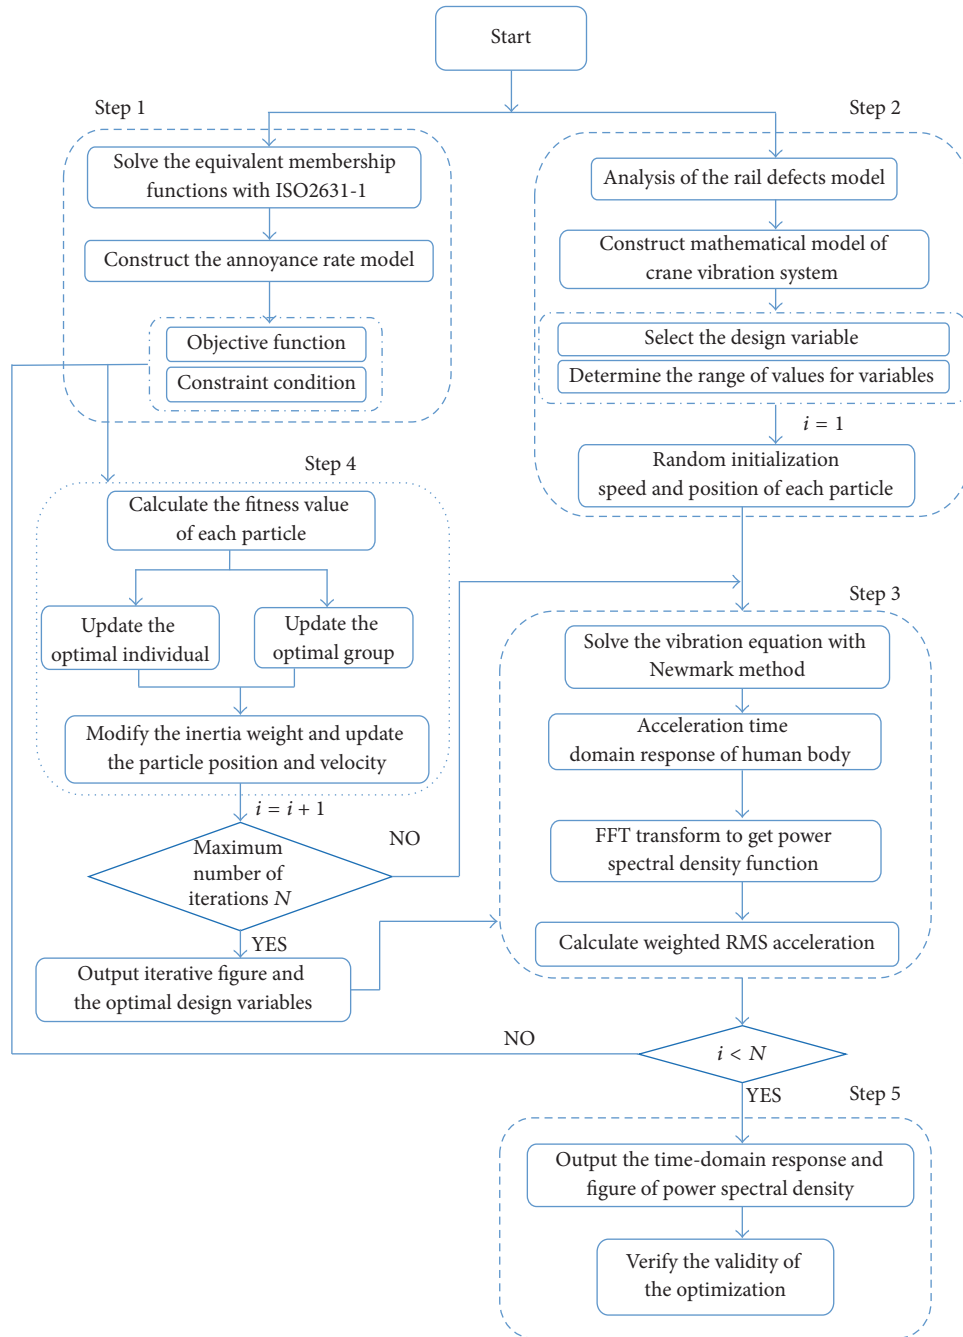 Start
Step 1
Solve the equivalent membership
functions with ISO2631-1
Construct the annoyance rate model
Objective function
Constraint condition
Step 2
Analysis of the rail defects model
Construct mathematical model of
crane vibration system
Select the design variable
Determine the range of values for variables
i = 1
Random initialization
speed and position of each particle
Step 4
Calculate the fitness value
of each particle
Update the
optimal individual
Update the
optimal group
Modify the inertia weight and update
the particle position and velocity
i = i + 1
Maximum
number of
iterations N
NO
YES
Output iterative figure and
the optimal design variables
Step 3
Solve the vibration equation with
Newmark method
Acceleration time
domain response of human body
FFT transform to get power
spectral density function
Calculate weighted RMS acceleration
NO
i < N
YES
Step 5
Output the time-domain response and
figure of power spectral density
Verify the validity of
the optimization